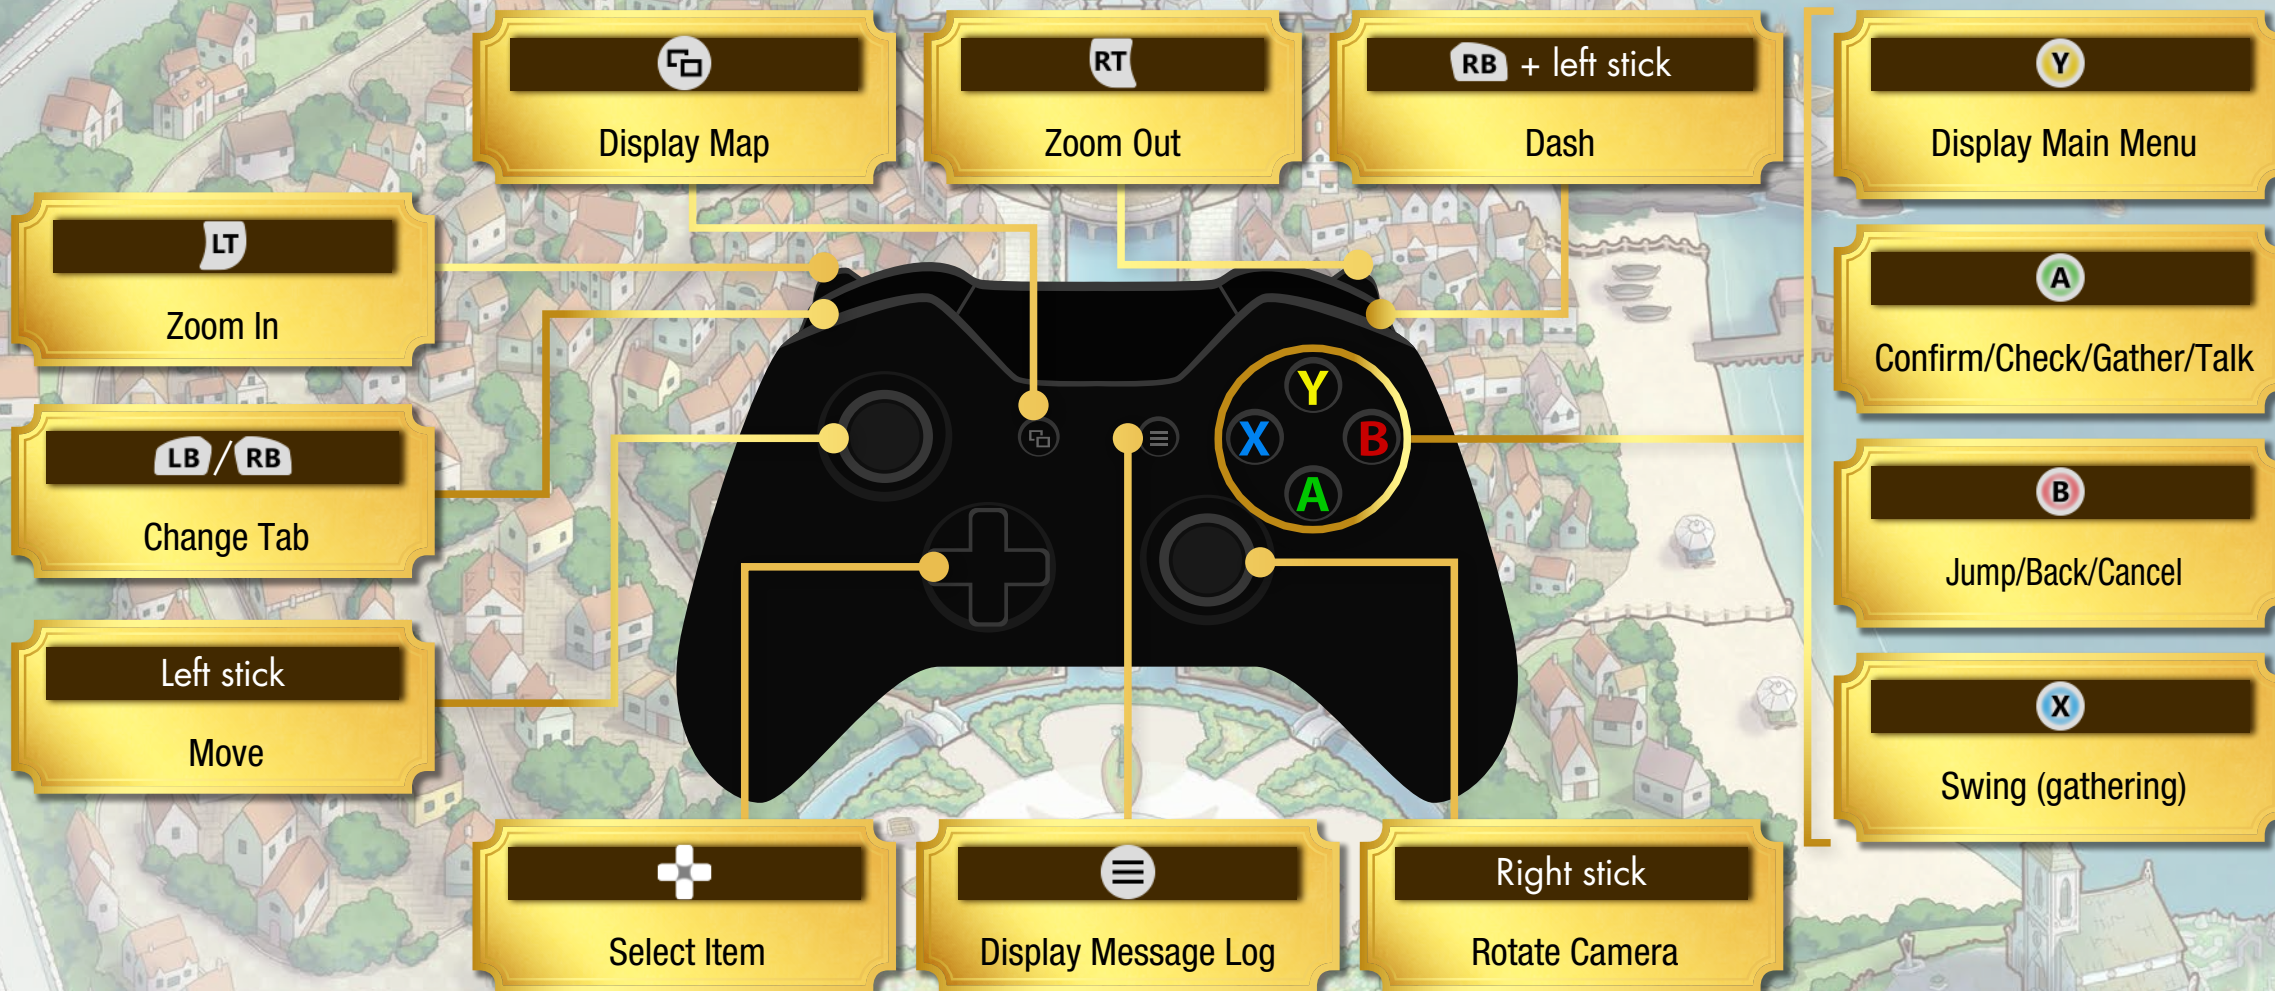 Display Map
RT
Zoom Out
RB + left stick
Dash
Y
Display Main Menu
LT
Zoom In
A
Confirm/Check/Gather/Talk
LB/RB
Change Tab
B
Jump/Back/Cancel
Left stick
Move
X
Swing (gathering)
Y
X
B
A
Select Item
Display Message Log
Right stick
Rotate Camera